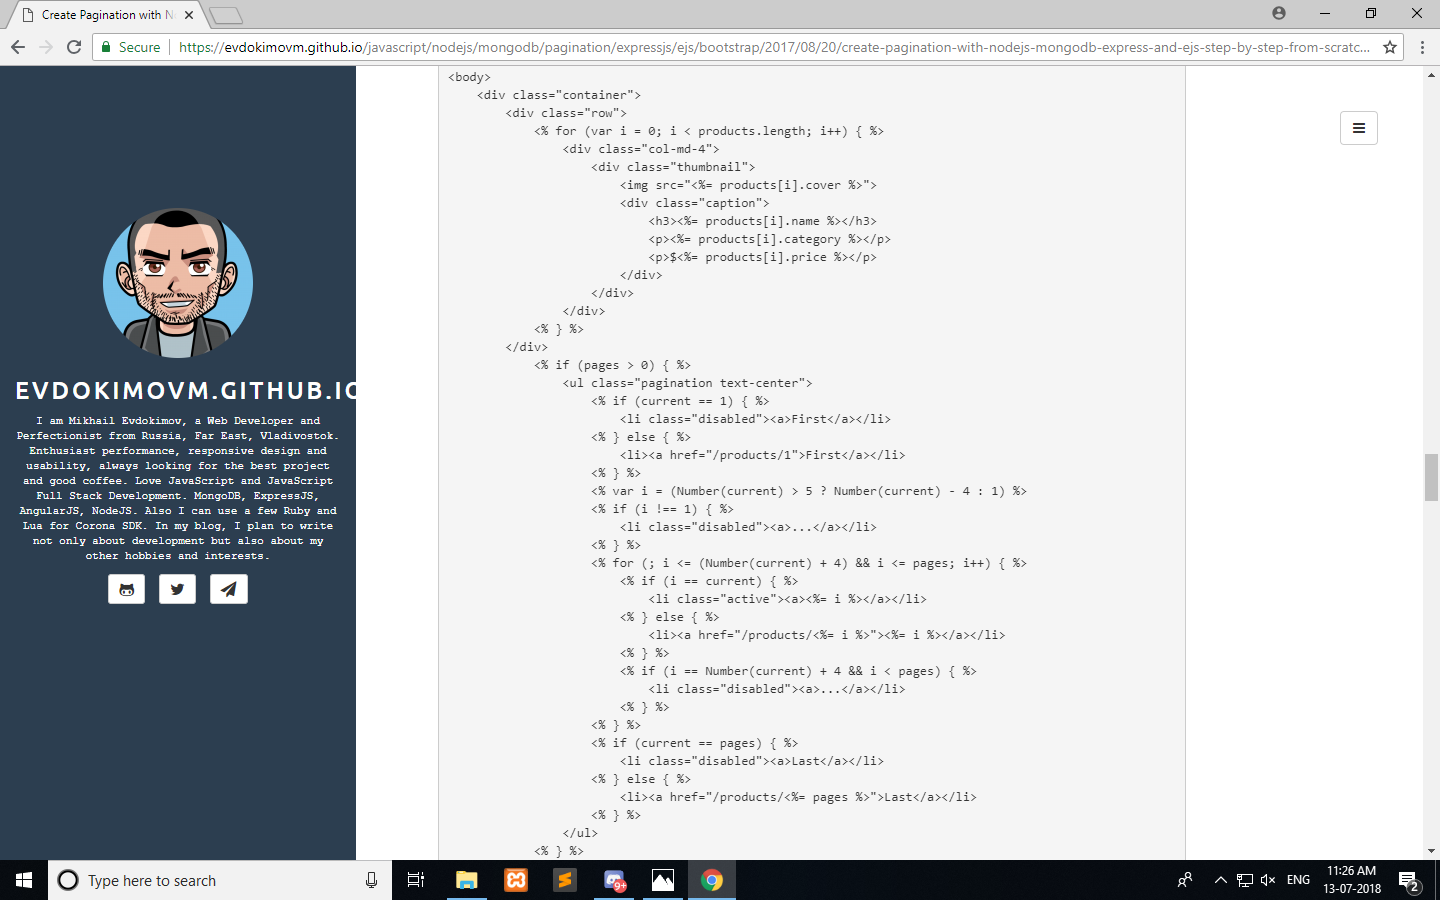 Create Pagination with N
Secure
https://evdokimovm.github.io/javascript/nodejs/mongodb/pagination/expressjs/ejs/bootstrap/2017/08/20/create-pagination-with-nodejs-mongodb-express-and-ejs-step-by-step-from-scratc...
EVDOKIMOVM.GITHUB.IO
I am Mikhail Evdokimov, a Web Developer and
Perfectionist from Russia, Far East, Vladivostok.
Enthusiast performance, responsive design and
usability, always looking for the best project
and good coffee. Love JavaScript and JavaScript
Full Stack Development. MongoDB, ExpressJS,
AngularJS, NodeJS. Also I can use a few Ruby and
Lua for Corona SDK. In my blog, I plan to write
not only about development but also about my
other hobbies and interests.
<body>
<div class="container">
<div class="row">
<% for (var i = 0; i < products.length; i++) { %>
<div class="col-md-4">
<div class="thumbnail">
<img src="<%= products[i].cover %>">
<div class="caption">
<h3><%= products[i].name %></h3>
<p><%= products[i].category %></p>
<p>$<%= products[i].price %></p>
</div>
</div>
</div>
<% } %>
</div>
<% if (pages > 0) { %>
<ul class="pagination text-center">
<% if (current == 1) { %>
<li class="disabled"><a>First</a></li>
<% } else { %>
<li><a href="/products/1">First</a></li>
<% } %>
<% var i = (Number(current) > 5 ? Number(current) - 4 : 1) %>
<% if (i !== 1) { %>
<li class="disabled"><a>...</a></li>
<% } %>
<% for (; i <= (Number(current) + 4) && i <= pages; i++) { %>
<% if (i == current) { %>
<li class="active"><a><%= i %></a></li>
<% } else { %>
<li><a href="/products/<%= i %>"><%= i %></a></li>
<% } %>
<% if (i == Number(current) + 4 && i < pages) { %>
<li class="disabled"><a>...</a></li>
<% } %>
<% } %>
<% if (current == pages) { %>
<li class="disabled"><a>Last</a></li>
<% } else { %>
<li><a href="/products/<%= pages %>">Last</a></li>
<% } %>
</ul>
<% } %>
Type here to search
9+
ENG
11:26 AM
13-07-2018
2